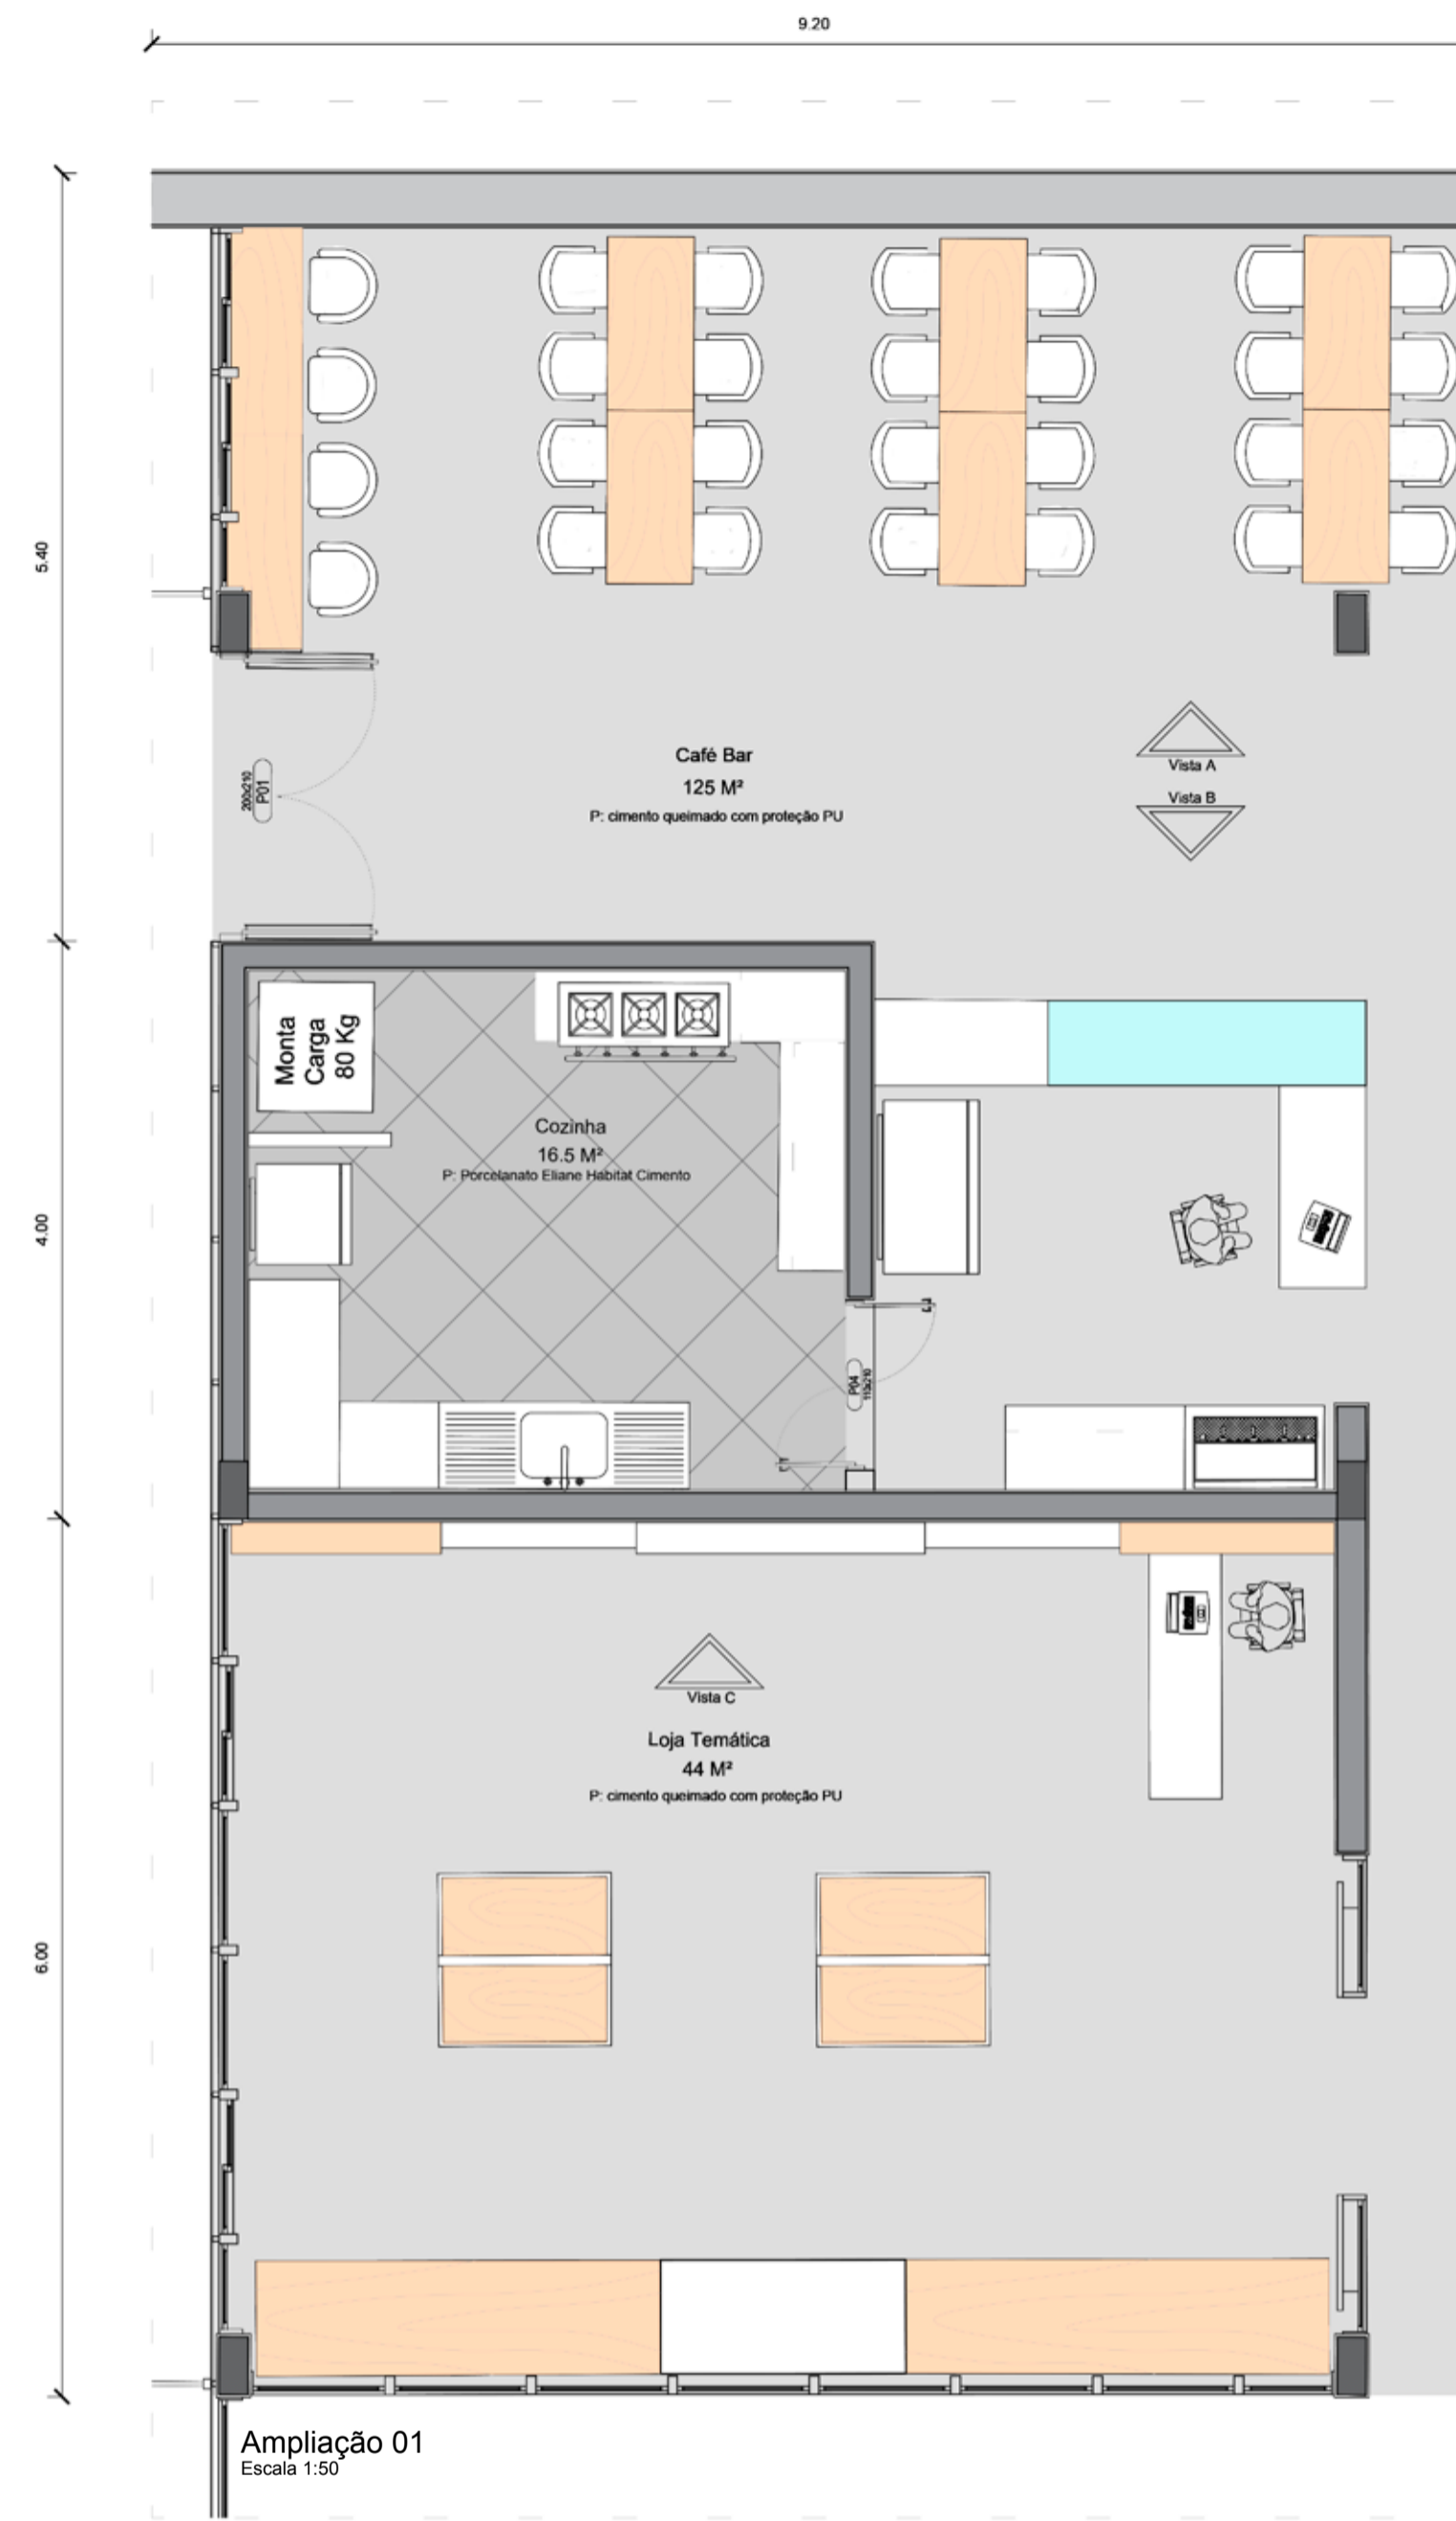 9.20
5.40
Café Bar
125 M²
P: cimento queimado com proteção PU
Vista A
Vista B
200x210
P01
4.00
Monta
Carga
80 Kg
Cozinha
16.5 M²
P: Porcelanato Eliane Habitat Cimento
P04
110x210
6.00
Vista C
Loja Temática
44 M²
P: cimento queimado com proteção PU
Ampliação 01
Escala 1:50